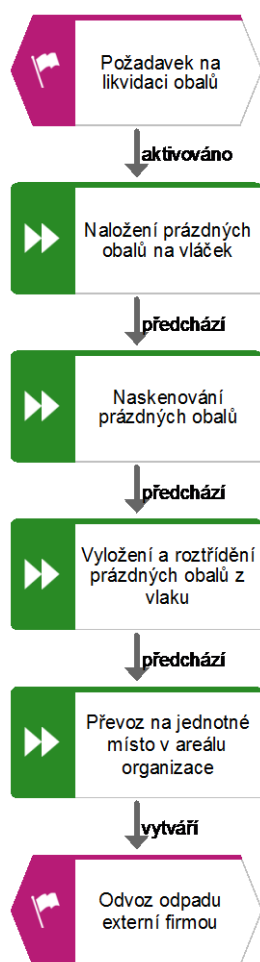 Požadavek na
likvidaci obalů
aktivováno
Naložení prázdných
obalů na vláček
předchází
Naskenování
prázdných obalů
předchází
Vyložení a roztřídění
prázdných obalů z
vlaku
předchází
Převoz na jednotné
místo v areálu
organizace
vytváří
Odvoz odpadu
externí firmou